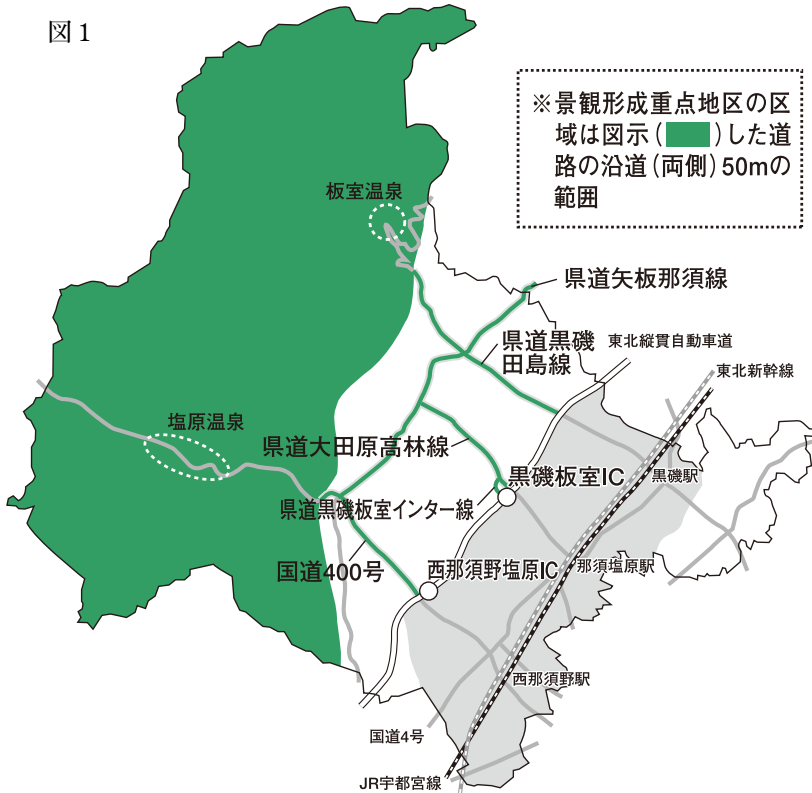 図1
※景観形成重点地区の区
域は図示( )した道
路の沿道(両側)50mの
範囲
板室温泉
県道矢板那須線
県道黒磯
田島線
東北縦貫自動車道
東北新幹線
塩原温泉
県道大田原高林線
黒磯板室IC
黒磯駅
県道黒磯板室インター線
国道400号
西那須野塩原IC
那須塩原駅
西那須野駅
国道4号
JR宇都宮線